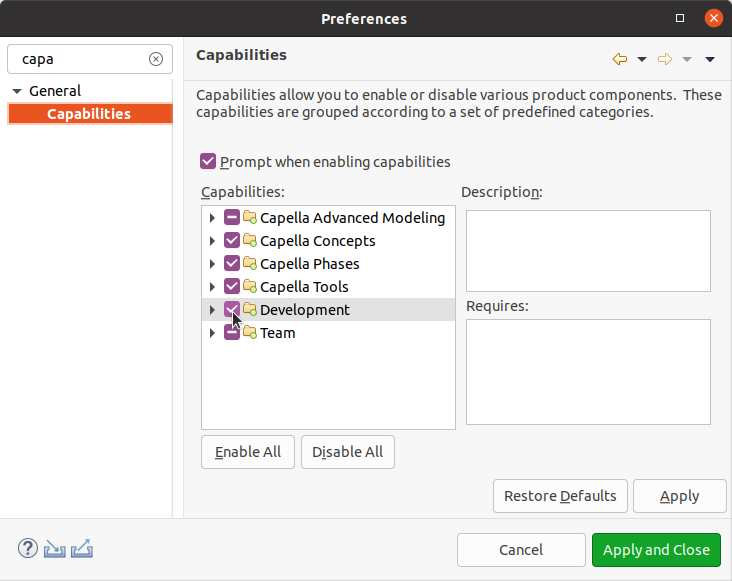 Preferences
capa
General
Capabilities
Capabilities
Capabilities allow you to enable or disable various product components.  These
capabilities are grouped according to a set of predefined categories.
Prompt when enabling capabilities
Capabilities:
Capella Advanced Modeling
Capella Concepts
Capella Phases
Capella Tools
Development
Team
Description:
Requires:
Enable All
Disable All
Restore Defaults
Apply
?
Cancel
Apply and Close